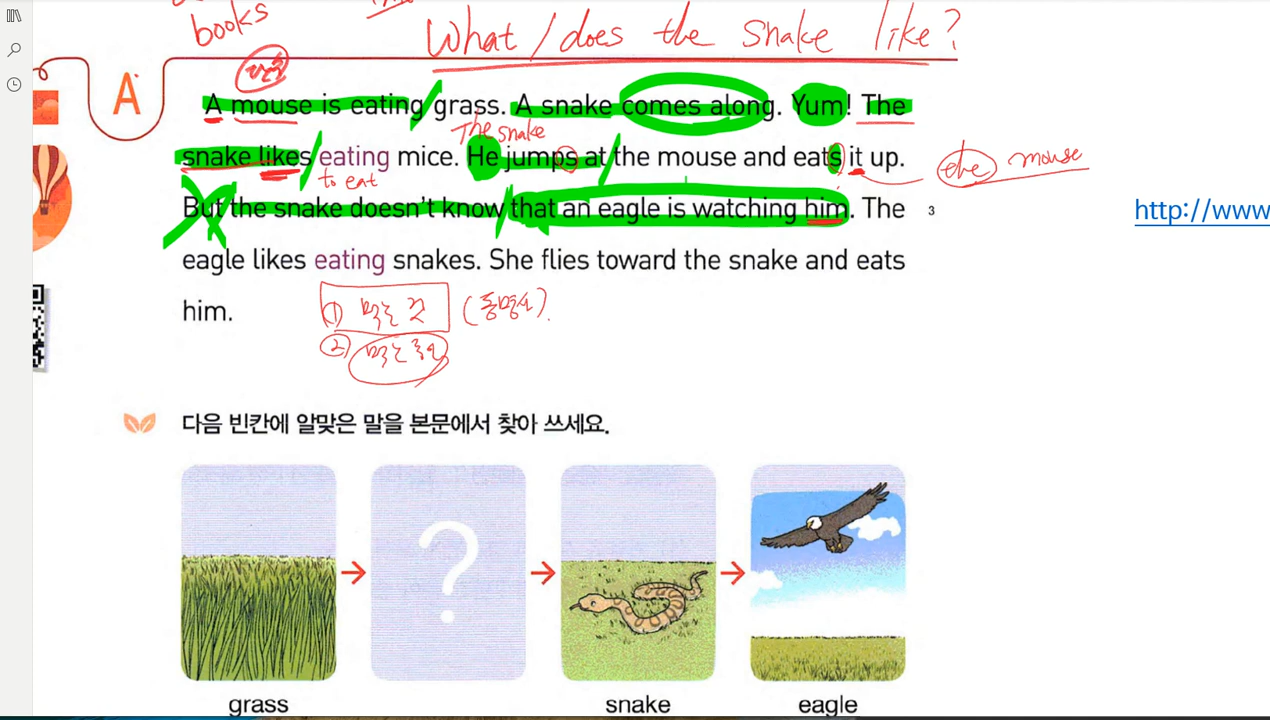 books
What / does the snake like?
단수
A
A mouse is eating grass. A snake comes along. Yum! The
The snake
snake likes eating mice. He jumps at the mouse and eats it up.
the mouse
to eat
But the snake doesn't know that an eagle is watching him. The
3
http://www
eagle likes eating snakes. She flies toward the snake and eats
him.
① 먹는 것 (동명사).
② 먹는 중인
다음 빈칸에 알맞은 말을 본문에서 찾아 쓰세요.
?
grass snake eagle